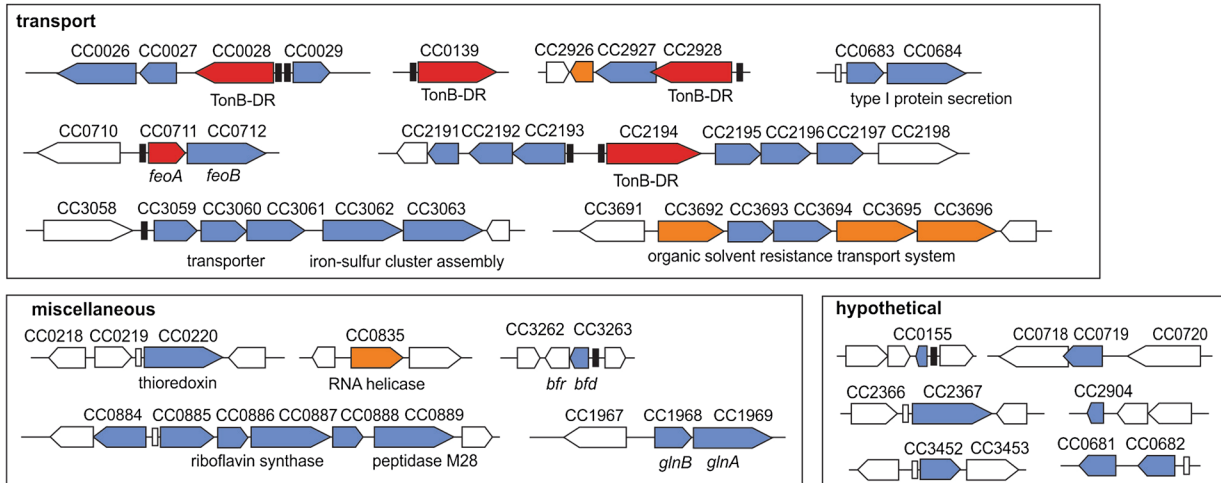 transport
CC0026 CC0027 CC0028 CC0029 CC0139 CC2926 CC2927 CC2928 CC0683 CC0684
TonB-DR TonB-DR TonB-DR type I protein secretion
CC0710 CC0711 CC0712 CC2191 CC2192 CC2193 CC2194 CC2195 CC2196 CC2197 CC2198
feoA feoB TonB-DR
CC3058 CC3059 CC3060 CC3061 CC3062 CC3063 CC3691 CC3692 CC3693 CC3694 CC3695 CC3696
transporter iron-sulfur cluster assembly organic solvent resistance transport system
miscellaneous
CC0218 CC0219 CC0220 CC0835 CC3262 CC3263
thioredoxin RNA helicase bfr bfd
CC0884 CC0885 CC0886 CC0887 CC0888 CC0889 CC1967 CC1968 CC1969
riboflavin synthase peptidase M28 glnB glnA
hypothetical
CC0155 CC0718 CC0719 CC0720
CC2366 CC2367 CC2904
CC3452 CC3453 CC0681 CC0682